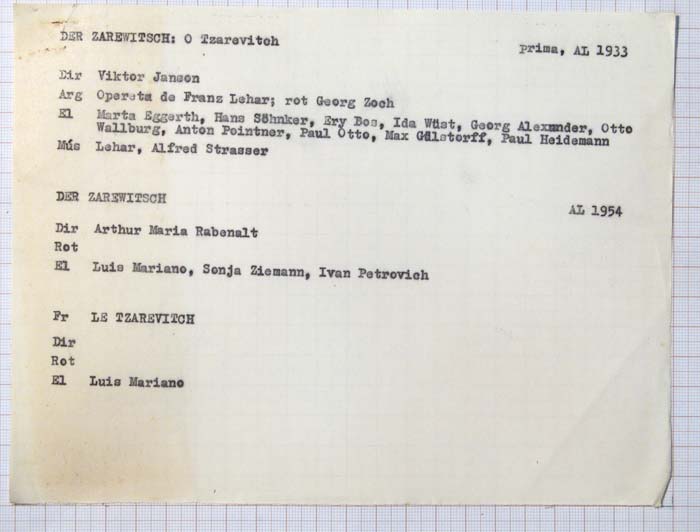 DER ZAREWITSCH: O Tzarevitch
prima, AL 1933
Dir Viktor Janson
Arg Opereta de Franz Lehar; rot Georg Zoch
El Marta Eggerth, Hans Söhnker, Ery Bos, Ida Wüst, Georg Alexander, Otto
Wallburg, Anton Pointner, Paul Otto, Max Gülstorff, Paul Heidemann
Mús Lehar, Alfred Strasser
DER ZAREWITSCH
AL 1954
Dir Arthur Maria Rabenalt
Rot
El Luis Mariano, Sonja Ziemann, Ivan Petrovich
Fr LE TZAREVITCH
Dir
Rot
El Luis Mariano